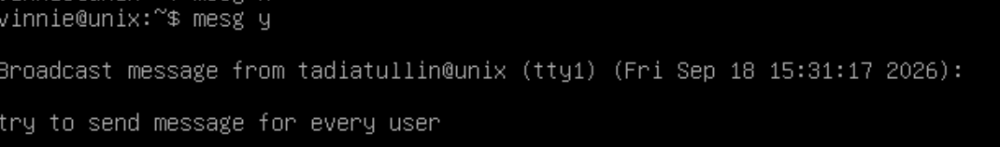 vinnie@unix:~$ mesg y
Broadcast message from tadiatullin@unix (tty1) (Fri Sep 18 15:31:17 2026):
try to send message for every user